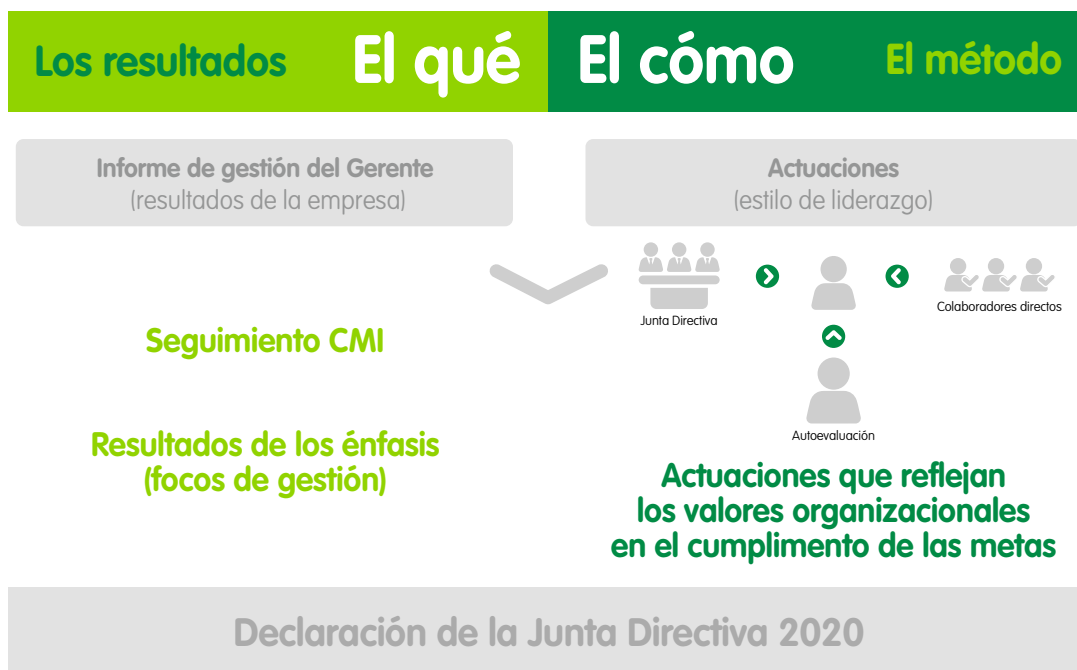 Los resultados El qué El cómo El método
Informe de gestión del Gerente
(resultados de la empresa)
Seguimiento CMI
Resultados de los énfasis
(focos de gestión)
Actuaciones
(estilo de liderazgo)
Junta Directiva
Colaboradores directos
Autoevaluación
Actuaciones que reflejan
los valores organizacionales
en el cumplimento de las metas
Declaración de la Junta Directiva 2020